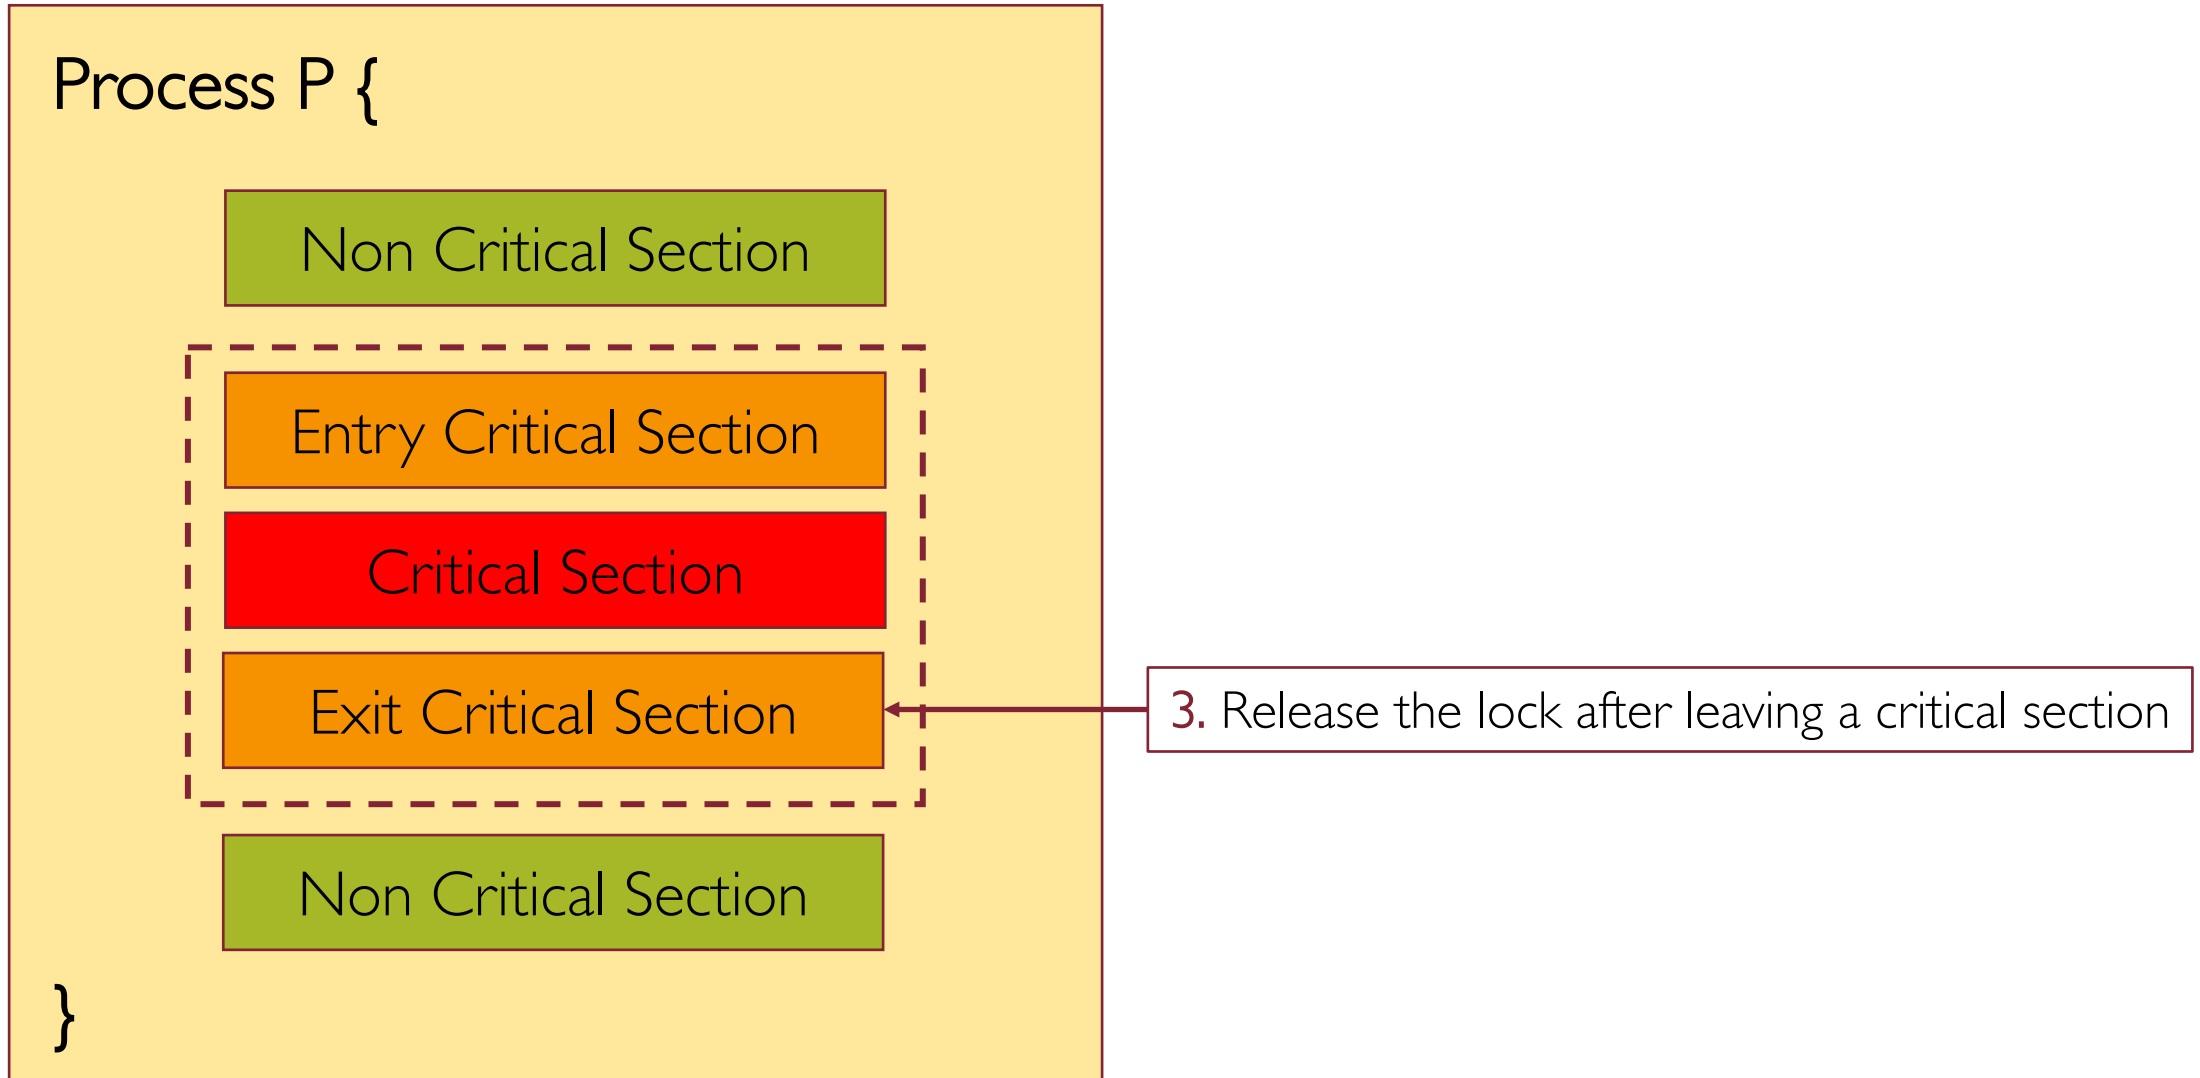 Process P {
Non Critical Section
Entry Critical Section
Critical Section
Exit Critical Section
3. Release the lock after leaving a critical section
Non Critical Section
}